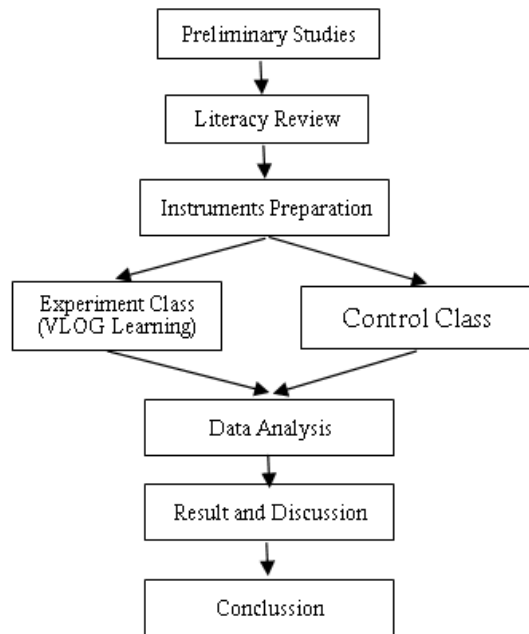 Preliminary Studies
Literacy Review
Instruments Preparation
Experiment Class
(VLOG Learning)
Control Class
Data Analysis
Result and Discussion
Conclussion